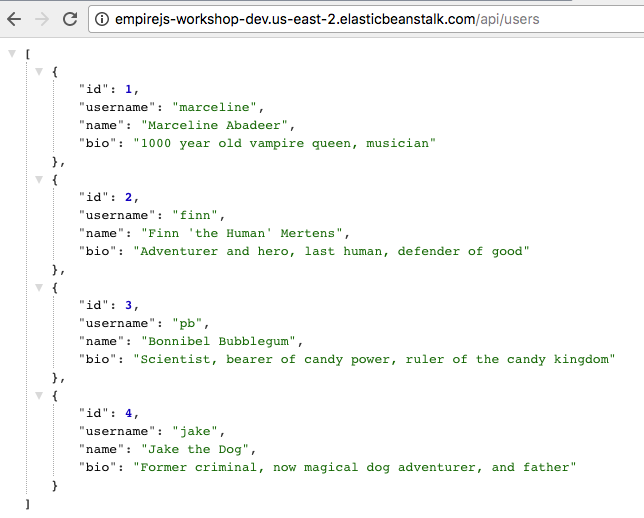 empirejs-workshop-dev.us-east-2.elasticbeanstalk.com/api/users
[
{
"id": 1,
"username": "marceline",
"name": "Marceline Abadeer",
"bio": "1000 year old vampire queen, musician"
},
{
"id": 2,
"username": "finn",
"name": "Finn 'the Human' Mertens",
"bio": "Adventurer and hero, last human, defender of good"
},
{
"id": 3,
"username": "pb",
"name": "Bonnibel Bubblegum",
"bio": "Scientist, bearer of candy power, ruler of the candy kingdom"
},
{
"id": 4,
"username": "jake",
"name": "Jake the Dog",
"bio": "Former criminal, now magical dog adventurer, and father"
}
]